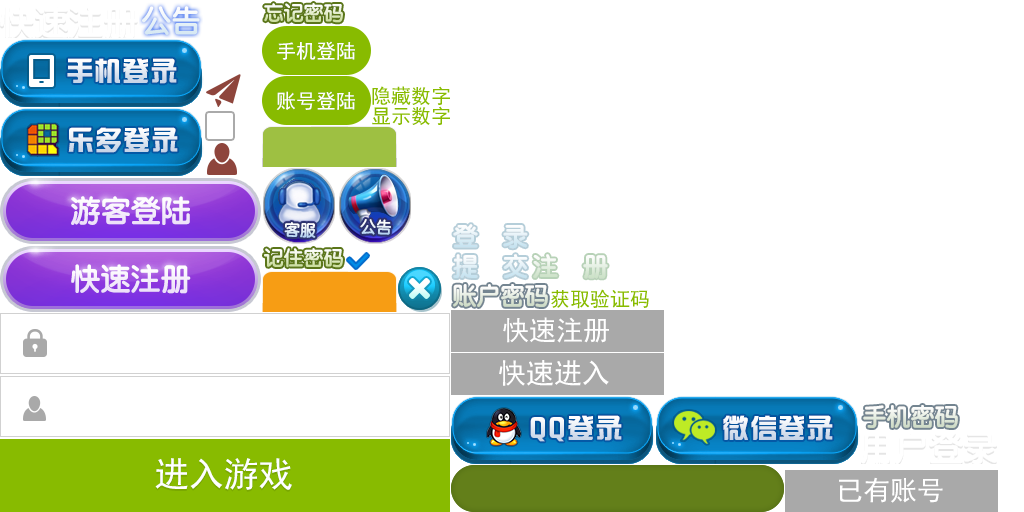 快速注册
公告
忘记密码
手机登录
手机登陆
账号登陆
隐藏数字
显示数字
乐多登录
游客登陆
客服
公告
快速注册
记住密码
登 录
提 交
注 册
账户密码
获取验证码
快速注册
快速进入
QQ登录
微信登录
手机密码
用户登录
进入游戏
已有账号